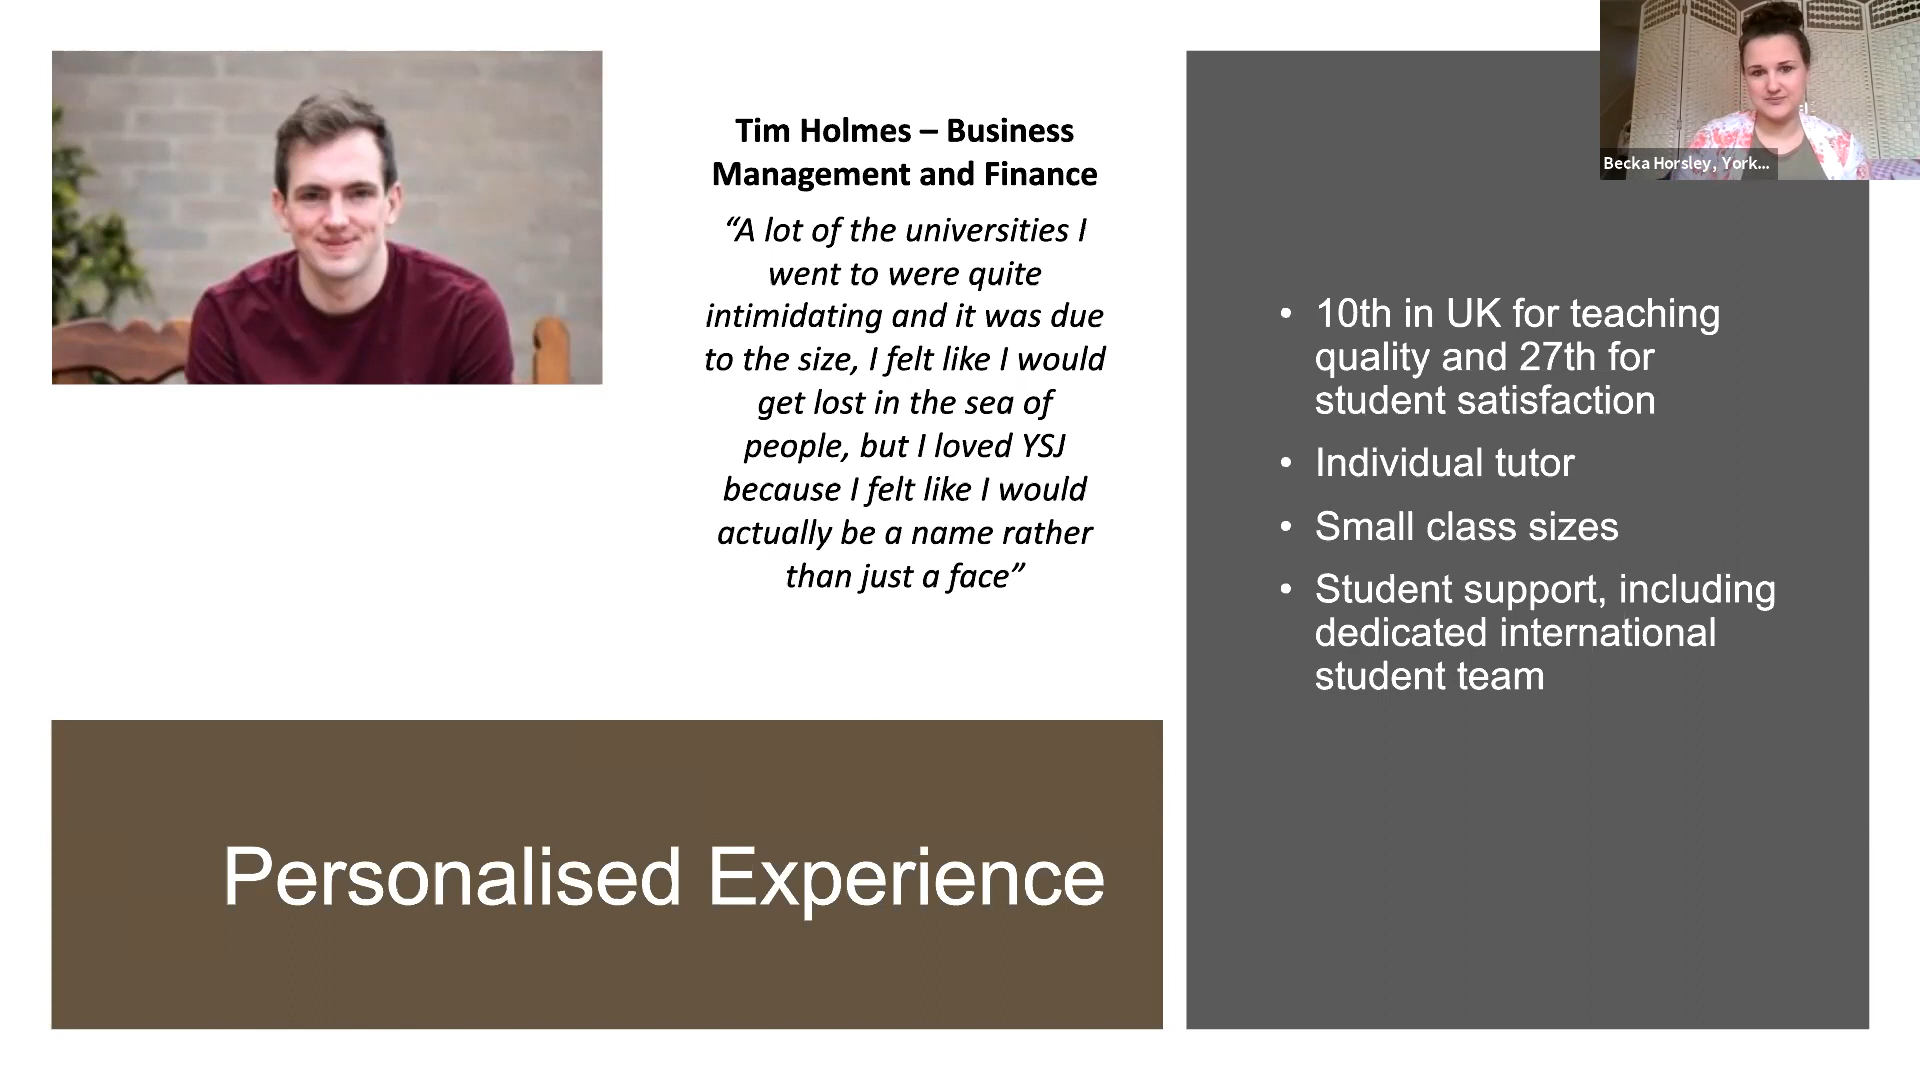 Tim Holmes – Business
Management and Finance
“A lot of the universities I
went to were quite
intimidating and it was due
to the size, I felt like I would
get lost in the sea of
people, but I loved YSJ
because I felt like I would
actually be a name rather
than just a face”
Personalised Experience
• 10th in UK for teaching
quality and 27th for
student satisfaction
• Individual tutor
• Small class sizes
• Student support, including
dedicated international
student team
Becka Horsley, York...